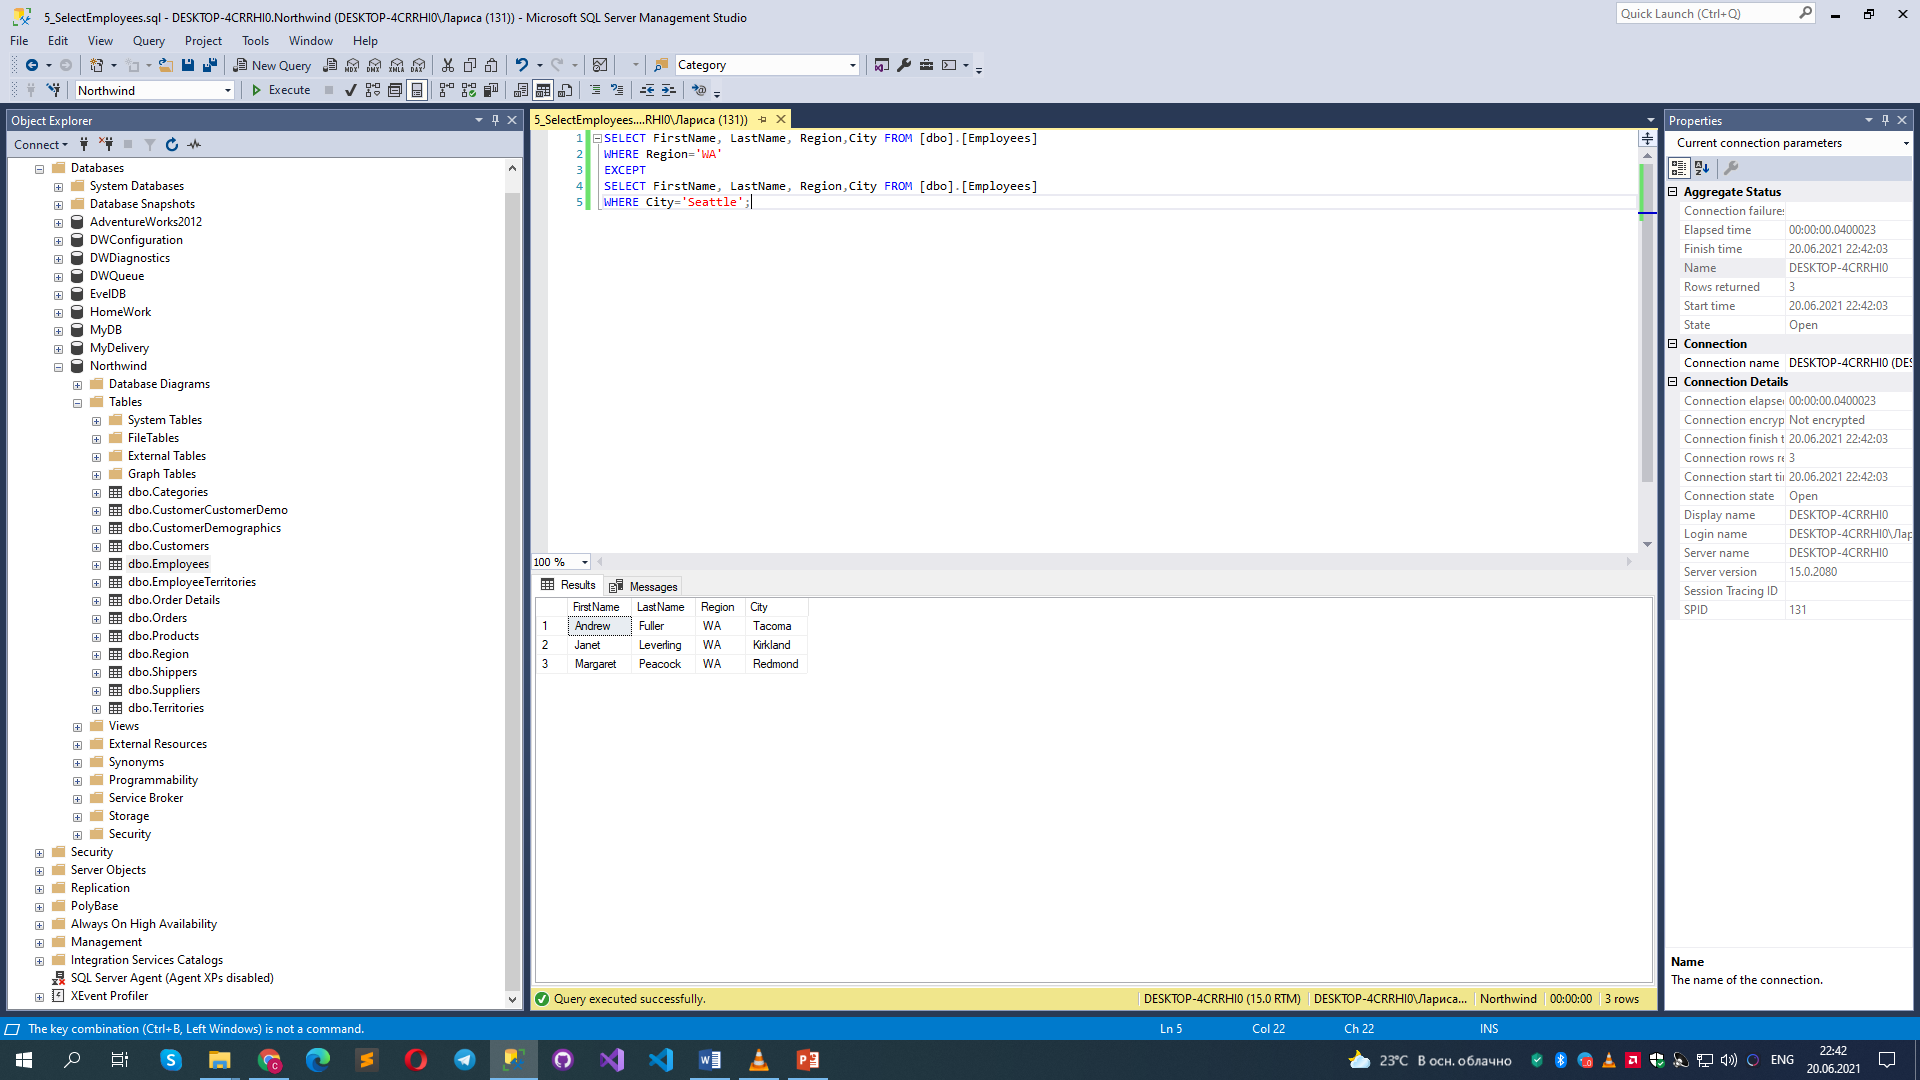 5_SelectEmployees.sql - DESKTOP-4CRRHI0.Northwind (DESKTOP-4CRRHI0\Лариса (131)) - Microsoft SQL Server Management Studio
Quick Launch (Ctrl+Q)
File Edit View Query Project Tools Window Help
New Query
MDX DMX XMLA DAX
Category
Northwind
Execute
Object Explorer
Connect
Databases
System Databases
Database Snapshots
AdventureWorks2012
DWConfiguration
DWDiagnostics
DWQueue
EvelDB
HomeWork
MyDB
MyDelivery
Northwind
Database Diagrams
Tables
System Tables
FileTables
External Tables
Graph Tables
dbo.Categories
dbo.CustomerCustomerDemo
dbo.CustomerDemographics
dbo.Customers
dbo.Employees
dbo.EmployeeTerritories
dbo.Order Details
dbo.Orders
dbo.Products
dbo.Region
dbo.Shippers
dbo.Suppliers
dbo.Territories
Views
External Resources
Synonyms
Programmability
Service Broker
Storage
Security
Security
Server Objects
Replication
PolyBase
Always On High Availability
Management
Integration Services Catalogs
SQL Server Agent (Agent XPs disabled)
XEvent Profiler
5_SelectEmployees....RHI0\Лариса (131))
1 SELECT FirstName, LastName, Region,City FROM [dbo].[Employees]
2 WHERE Region='WA'
3 EXCEPT
4 SELECT FirstName, LastName, Region,City FROM [dbo].[Employees]
5 WHERE City='Seattle';
100 %
Results Messages
FirstName LastName Region City
1 Andrew Fuller WA Tacoma
2 Janet Leverling WA Kirkland
3 Margaret Peacock WA Redmond
Query executed successfully.
DESKTOP-4CRRHI0 (15.0 RTM) DESKTOP-4CRRHI0\Лариса... Northwind 00:00:00 3 rows
Properties
Current connection parameters
Aggregate Status
Connection failures
Elapsed time 00:00:00.0400023
Finish time 20.06.2021 22:42:03
Name DESKTOP-4CRRHI0
Rows returned 3
Start time 20.06.2021 22:42:03
State Open
Connection
Connection name DESKTOP-4CRRHI0 (DES
Connection Details
Connection elapse 00:00:00.0400023
Connection encryp Not encrypted
Connection finish t 20.06.2021 22:42:03
Connection rows re 3
Connection start ti 20.06.2021 22:42:03
Connection state Open
Display name DESKTOP-4CRRHI0
Login name DESKTOP-4CRRHI0\Лар
Server name DESKTOP-4CRRHI0
Server version 15.0.2080
Session Tracing ID
SPID 131
Name
The name of the connection.
The key combination (Ctrl+B, Left Windows) is not a command.
Ln 5 Col 22 Ch 22 INS
23°C В осн. облачно
ENG
22:42
20.06.2021